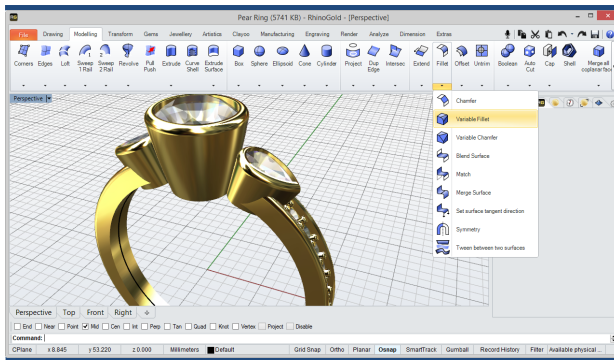 Pear Ring (5741 KB) - RhinoGold - [Perspective]
File Drawing Modelling Transform Gems Jewellery Artistics Clayoo Manufacturing Engraving Render Analyze Dimension Extras
Corners Edges Loft Sweep 1 Rail Sweep 2 Rail Revolve Pull Push Extrude Curve Shell Extrude Surface Box Sphere Ellipsoid Cone Cylinder Project Dup Edge Intersec Extend Fillet Offset Untrim Boolean Auto Cut Cap Shell Merge all coplanar fac
Perspective
Chamfer
Variable Fillet
Variable Chamfer
Blend Surface
Match
Merge Surface
Set surface tangent direction
Symmetry
Tween between two surfaces
Perspective Top Front Right
End Near Point Mid Cen Int Perp Tan Quad Knot Vertex Project Disable
Command:
CPlane x 8.845 y 53.220 z 0.000 Millimeters Default Grid Snap Ortho Planar Osnap SmartTrack Gumball Record History Filter Available physical ...